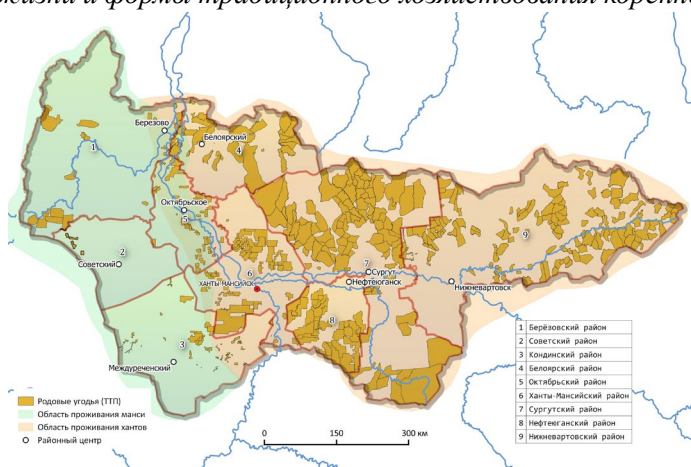 жизни и формы традиционного хозяйствования коренно
Березово
Белоярский
1
4
Октябрьское
5
9
2
Советский
6
7
Сургут
ХАНТЫ-МАНСИЙСК
Нефтеюганск
Нижневартовск
8
3
Междуреченский
1 Берёзовский район
2 Советский район
3 Кондинский район
4 Белоярский район
5 Октябрьский район
6 Ханты-Мансийский район
7 Сургутский район
8 Нефтеюганский район
9 Нижневартовский район
Родовые угодья (ТТП)
Область проживания манси
Область проживания хантов
Районный центр
0 150 300 км